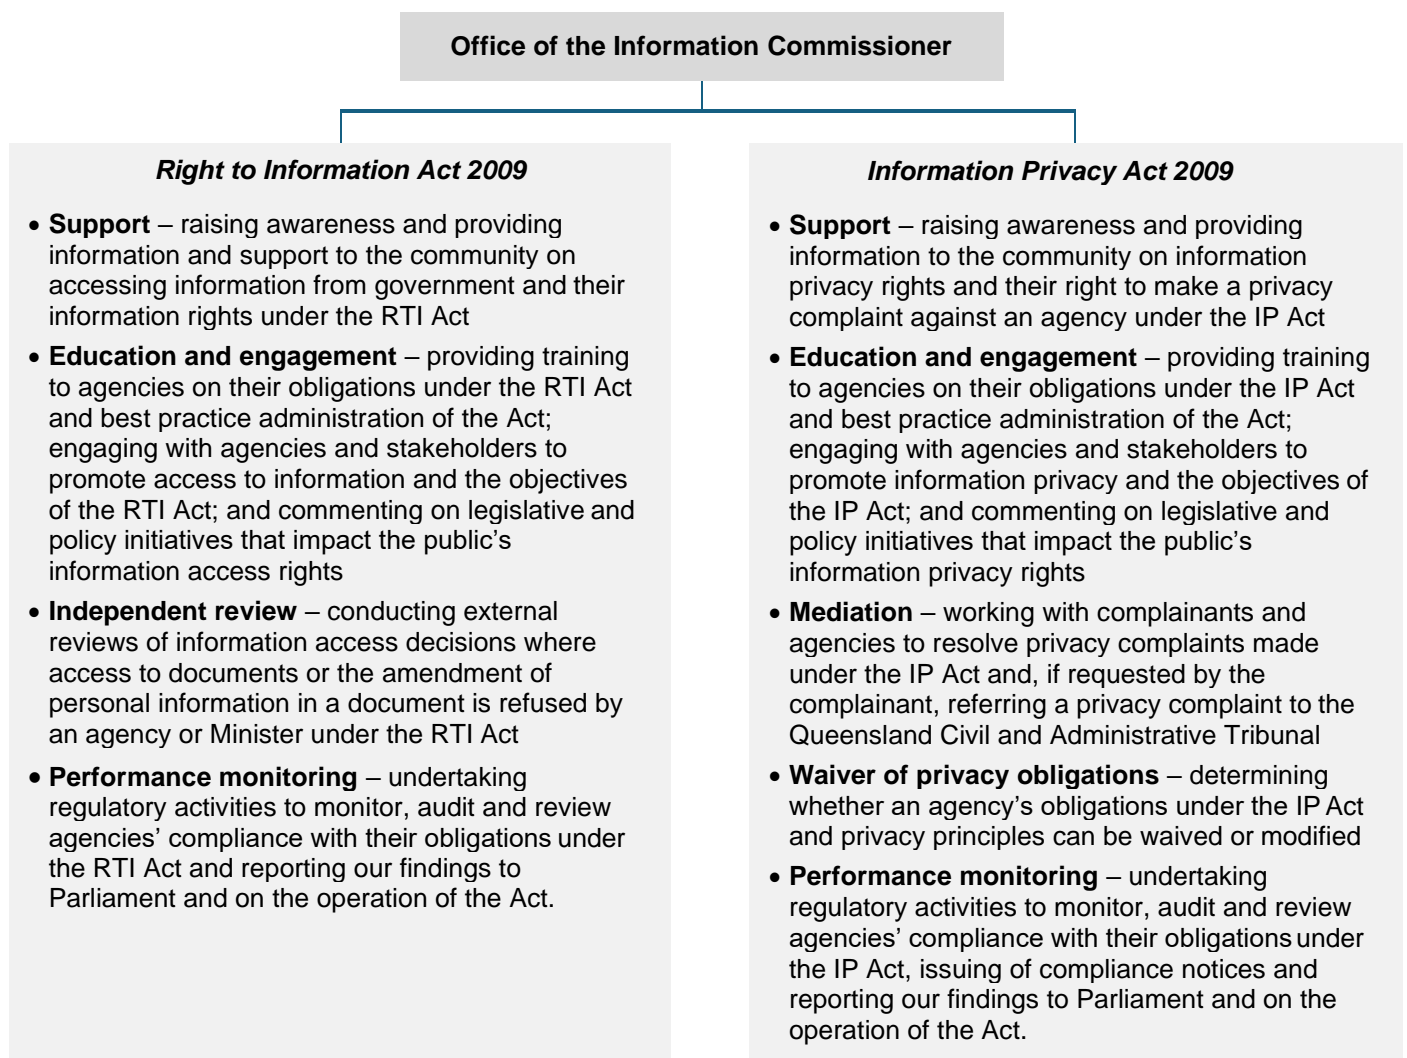 Office of the Information Commissioner
Right to Information Act 2009
• Support – raising awareness and providing
information and support to the community on
accessing information from government and their
information rights under the RTI Act
• Education and engagement – providing training
to agencies on their obligations under the RTI Act
and best practice administration of the Act;
engaging with agencies and stakeholders to
promote access to information and the objectives
of the RTI Act; and commenting on legislative and
policy initiatives that impact the public’s
information access rights
• Independent review – conducting external
reviews of information access decisions where
access to documents or the amendment of
personal information in a document is refused by
an agency or Minister under the RTI Act
• Performance monitoring – undertaking
regulatory activities to monitor, audit and review
agencies’ compliance with their obligations under
the RTI Act and reporting our findings to
Parliament and on the operation of the Act.
Information Privacy Act 2009
• Support – raising awareness and providing
information to the community on information
privacy rights and their right to make a privacy
complaint against an agency under the IP Act
• Education and engagement – providing training
to agencies on their obligations under the IP Act
and best practice administration of the Act;
engaging with agencies and stakeholders to
promote information privacy and the objectives of
the IP Act; and commenting on legislative and
policy initiatives that impact the public’s
information privacy rights
• Mediation – working with complainants and
agencies to resolve privacy complaints made
under the IP Act and, if requested by the
complainant, referring a privacy complaint to the
Queensland Civil and Administrative Tribunal
• Waiver of privacy obligations – determining
whether an agency’s obligations under the IP Act
and privacy principles can be waived or modified
• Performance monitoring – undertaking
regulatory activities to monitor, audit and review
agencies’ compliance with their obligations under
the IP Act, issuing of compliance notices and
reporting our findings to Parliament and on the
operation of the Act.